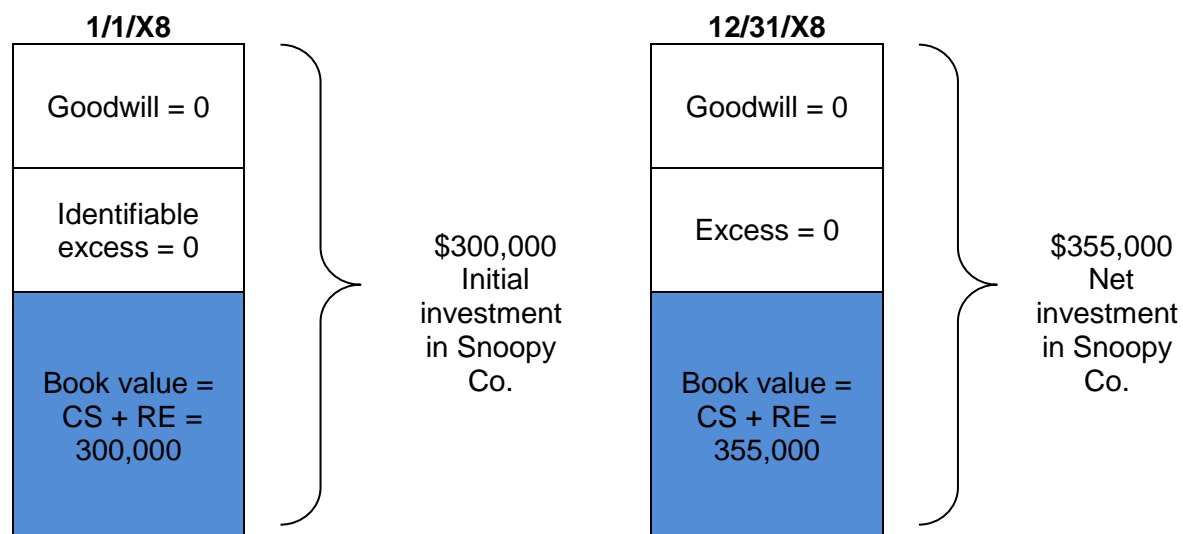 1/1/X8
Goodwill = 0
Identifiable
excess = 0
Book value =
CS + RE =
300,000
$300,000
Initial
investment
in Snoopy
Co.
12/31/X8
Goodwill = 0
Excess = 0
Book value =
CS + RE =
355,000
$355,000
Net
investment
in Snoopy
Co.